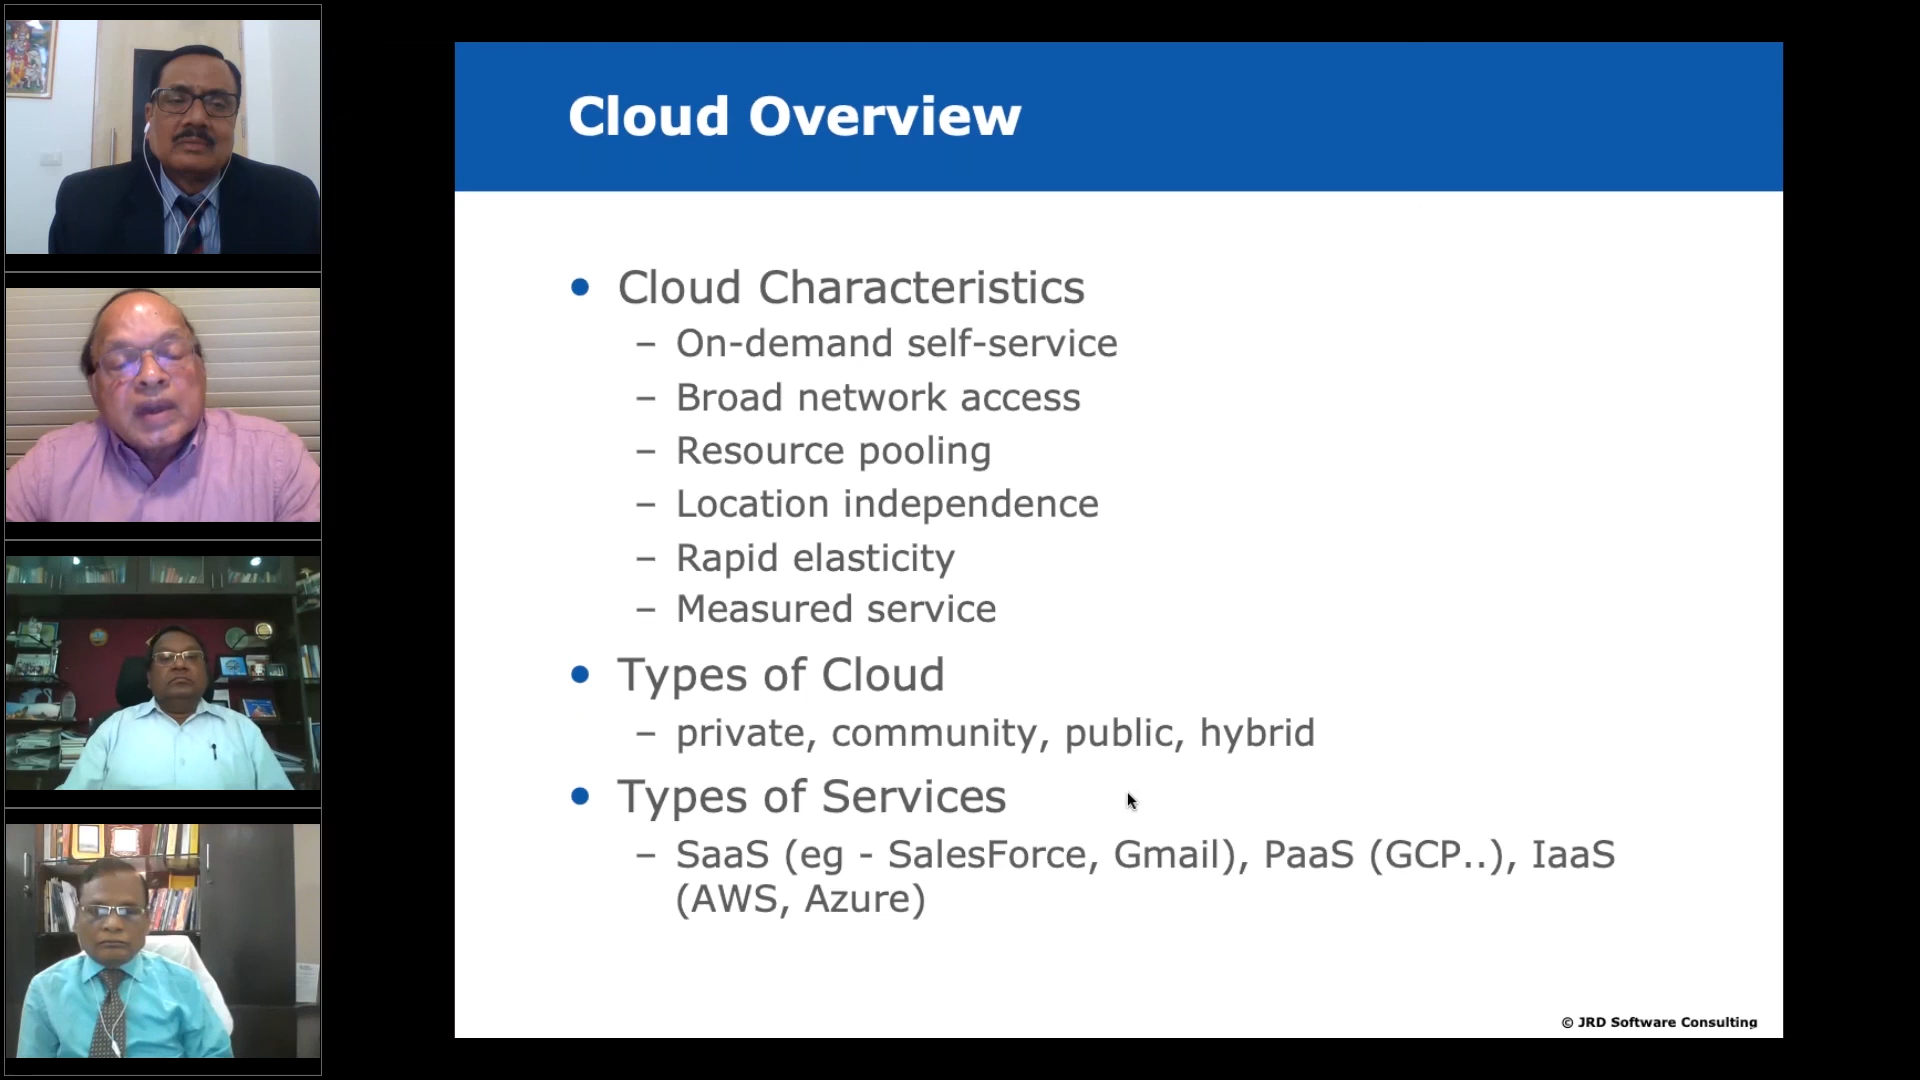 Cloud Overview
• Cloud Characteristics
– On-demand self-service
– Broad network access
– Resource pooling
– Location independence
– Rapid elasticity
– Measured service
• Types of Cloud
– private, community, public, hybrid
• Types of Services
– SaaS (eg - SalesForce, Gmail), PaaS (GCP..), IaaS
(AWS, Azure)
© JRD Software Consulting